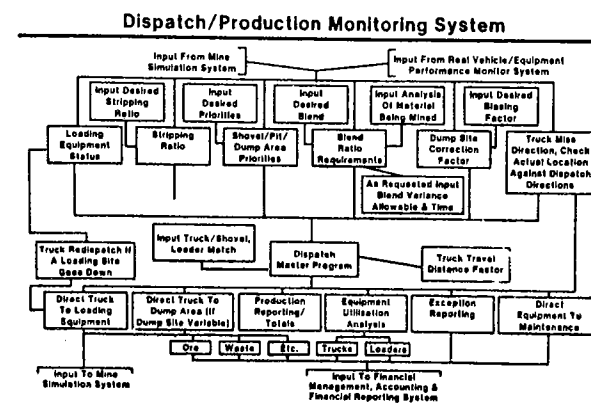 Dispatch/Production Monitoring System
Input From Mine
Simulation System
Input From Real Vehicle/Equipment
Performance Monitor System
Input Desired
Stripping
Ratio
Input
Desired
Priorities
Input
Desired
Blend
Input Analysis
Of Material
Being Mined
Input Desired
Biasing
Factor
Loading
Equipment
Status
Stripping
Ratio
Shovel/Pit/
Dump Area
Priorities
Blend
Ratio
Requirements
Dump Site
Correction
Factor
Truck Miss
Direction, Check
Actual Location
Against Dispatch
Directions
As Requested Input
Blend Variance
Allowable & Time
Truck Redispatch If
A Loading Site
Goes Down
Input Truck/Shovel,
Loader Match
Dispatch
Master Program
Truck Travel
Distance Factor
Direct Truck
To Loading
Equipment
Direct Truck To
Dump Area (If
Dump Site Variable)
Production
Reporting/
Totals
Equipment
Utilization
Analysis
Exception
Reporting
Direct
Equipment To
Maintenance
Ore
Waste
Etc.
Trucks
Loaders
Input To Mine
Simulation System
Input To Financial
Management, Accounting &
Financial Reporting System